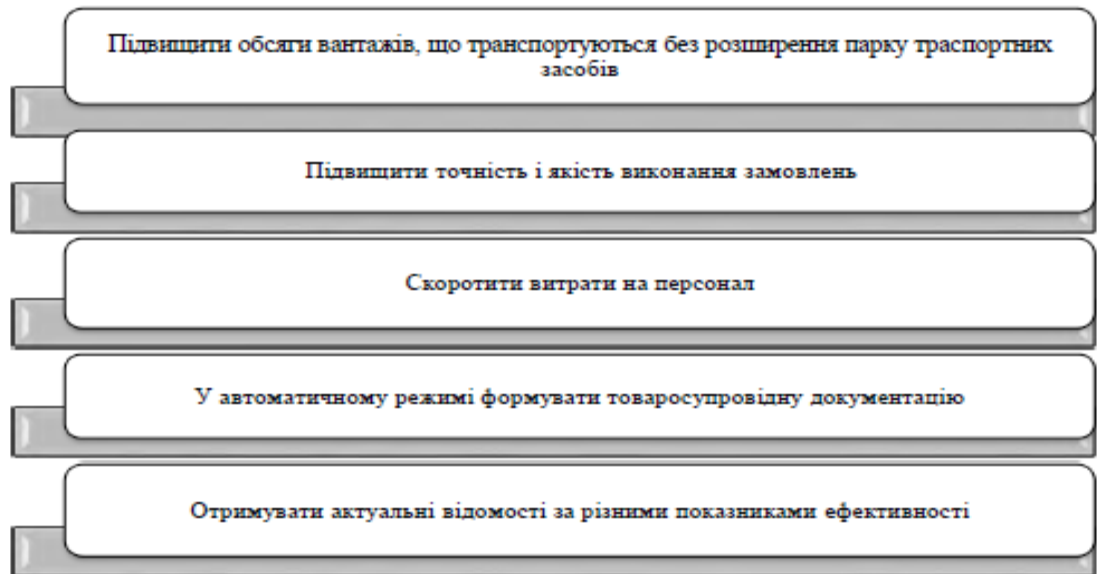 Підвищити обсяги вантажів, що транспортуються без розширення парку траспортних
засобів
Підвищити точність і якість виконання замовлень
Скоротити витрати на персонал
У автоматичному режимі формувати товаросупровідну документацію
Отримувати актуальні відомості за різними показниками ефективності